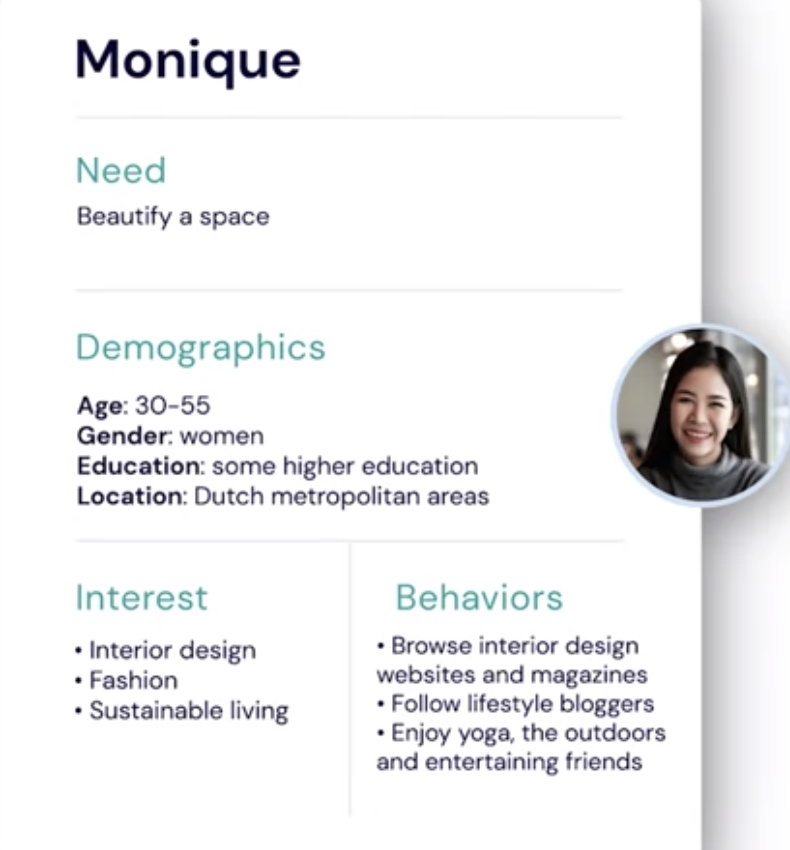 Monique
Need
Beautify a space
Demographics
Age: 30-55
Gender: women
Education: some higher education
Location: Dutch metropolitan areas
Interest
• Interior design
• Fashion
• Sustainable living
Behaviors
• Browse interior design
websites and magazines
• Follow lifestyle bloggers
• Enjoy yoga, the outdoors
and entertaining friends